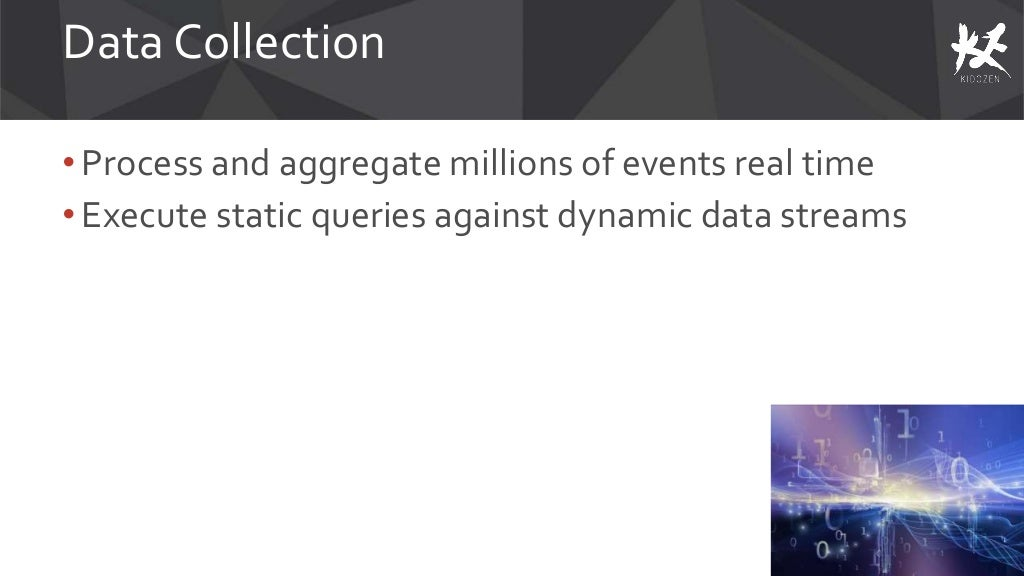 Data Collection
KIDOZEN
• Process and aggregate millions of events real time
• Execute static queries against dynamic data streams